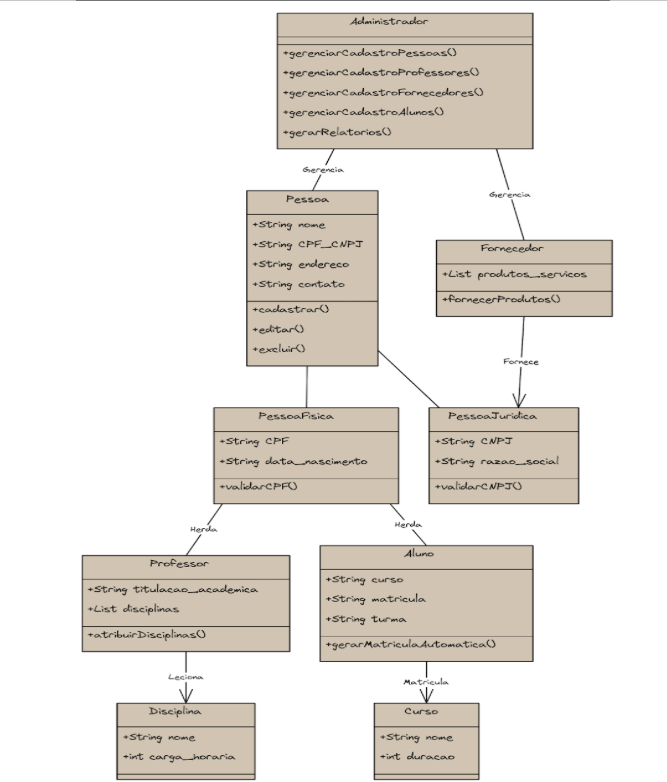 Administrador
+gerenciarCadastroPessoas()
+gerenciarCadastroProfessores()
+gerenciarCadastroFornecedores()
+gerenciarCadastroAlunos()
+gerarRelatorios()
Gerencia
Gerencia
Pessoa
+String nome
+String CPF_CNPJ
+String endereco
+String contato
+cadastrar()
+editar()
+excluir()
Fornecedor
+List produtos_servicos
+fornecerProdutos()
Fornece
PessoaFisica
+String CPF
+String data_nascimento
+validarCPF()
PessoaJuridica
+String CNPJ
+String razao_social
+validarCNPJ()
Herda
Herda
Professor
+String titulacao_academica
+List disciplinas
+atribuirDisciplinas()
Aluno
+String curso
+String matricula
+String turma
+gerarMatriculaAutomatica()
Leciona
Matricula
Disciplina
+String nome
+int carga_horaria
Curso
+String nome
+int duracao